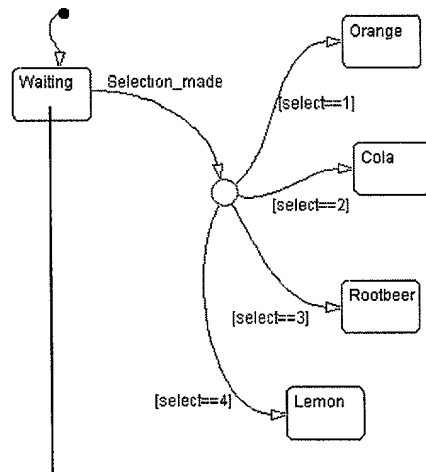 Orange
Waiting
Selection_made
[select==1]
Cola
[select==2]
Rootbeer
[select==3]
[select==4]
Lemon